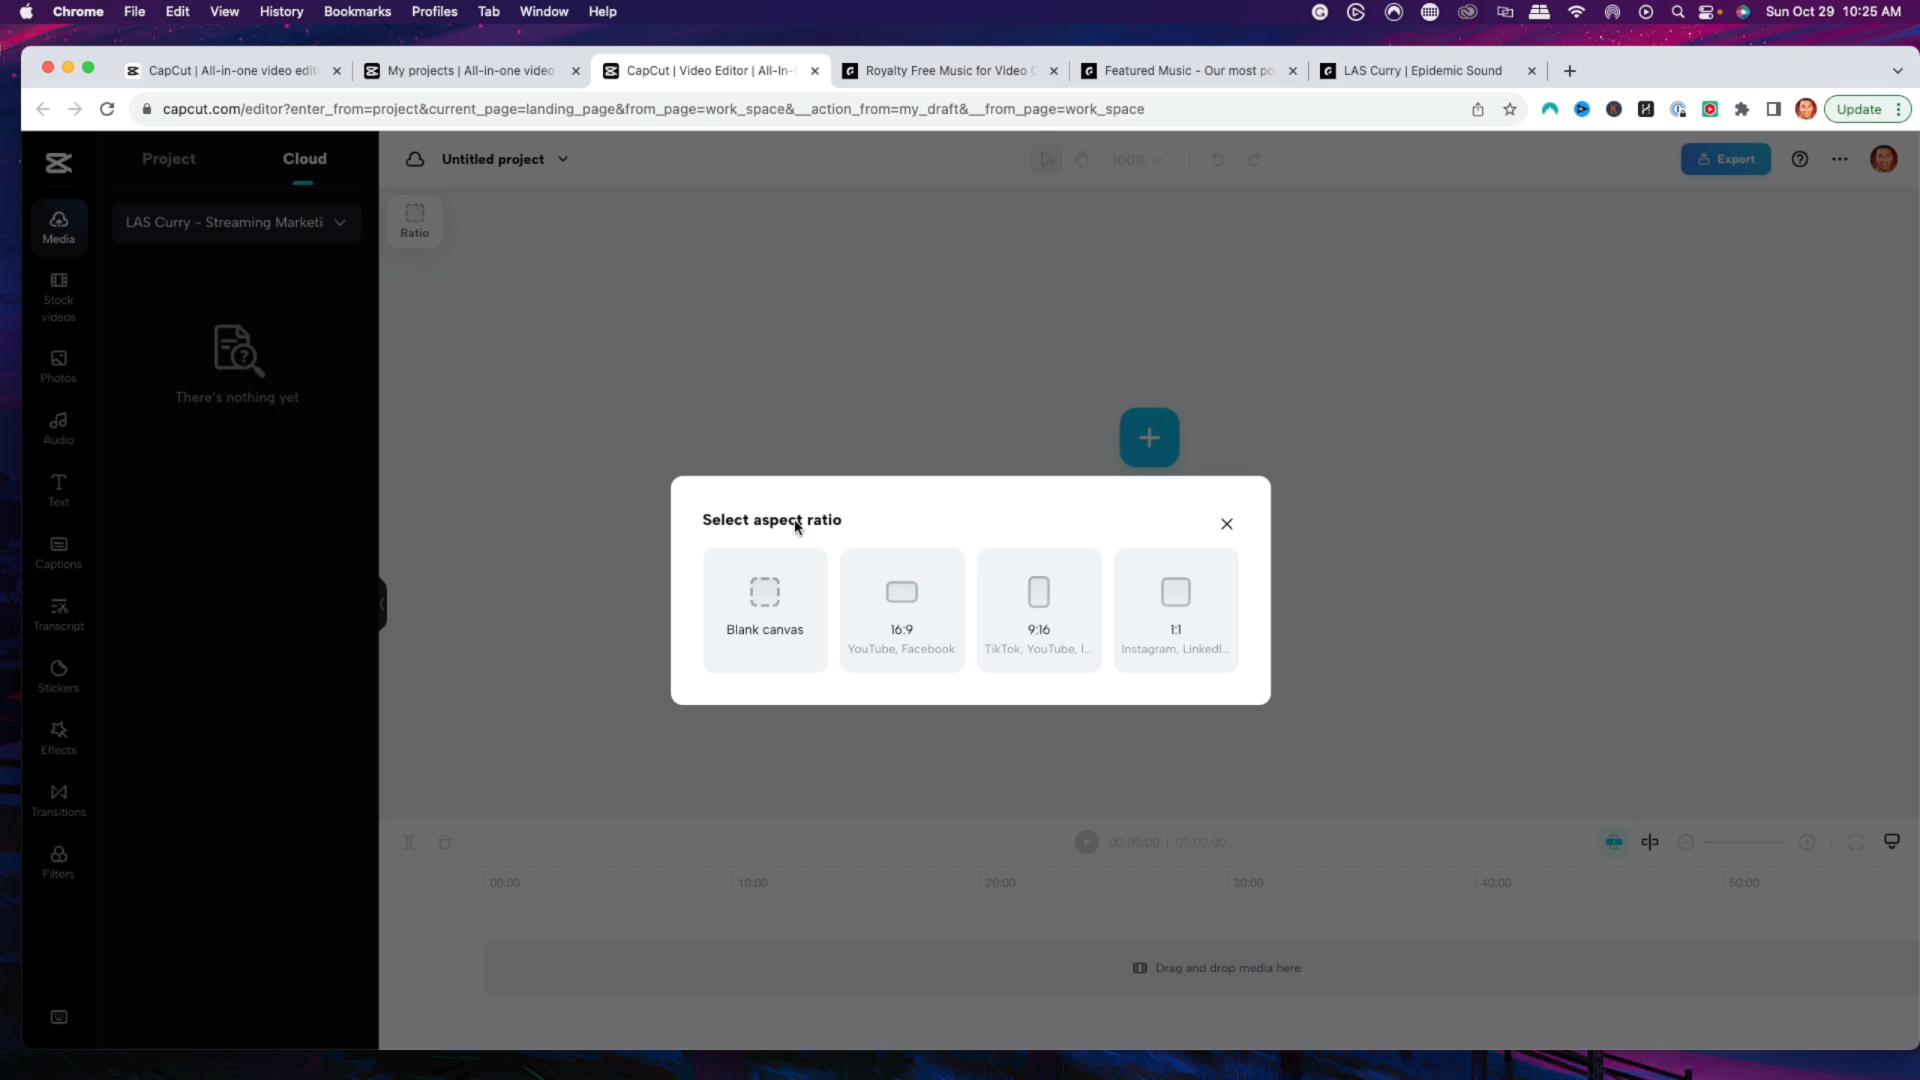 Chrome File Edit View History Bookmarks Profiles Tab Window Help
Sun Oct 29 10:25 AM
CapCut | All-in-one video edit
My projects | All-in-one video
CapCut | Video Editor | All-In-
Royalty Free Music for Video C
Featured Music - Our most po
LAS Curry | Epidemic Sound
capcut.com/editor?enter_from=project&current_page=landing_page&from_page=work_space&__action_from=my_draft&__from_page=work_space
Update
Project
Cloud
Untitled project
100%
Export
LAS Curry - Streaming Marketi
Ratio
Media
Stock
videos
Photos
Audio
Text
Captions
Transcript
Stickers
Effects
Transitions
Filters
There's nothing yet
Select aspect ratio
Blank canvas
16:9
YouTube, Facebook
9:16
TikTok, YouTube, I...
1:1
Instagram, LinkedI...
00:00:00 | 00:00:00
00:00
10:00
20:00
30:00
40:00
50:00
Drag and drop media here